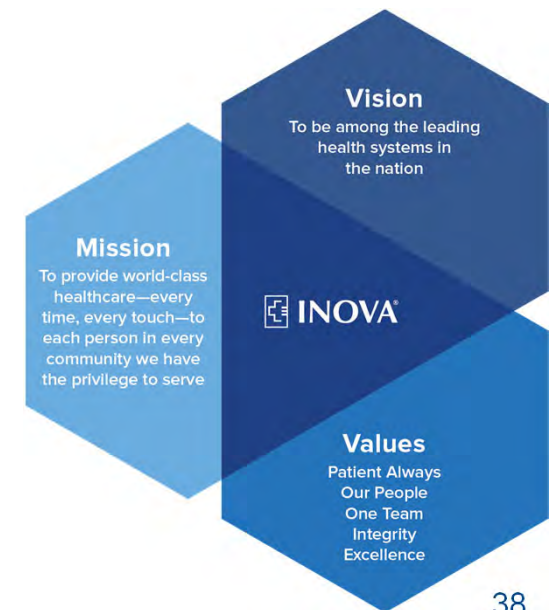 Vision
To be among the leading
health systems in
the nation
Mission
To provide world-class
healthcare—every
time, every touch—to
each person in every
community we have
the privilege to serve
INOVA®
Values
Patient Always
Our People
One Team
Integrity
Excellence
38